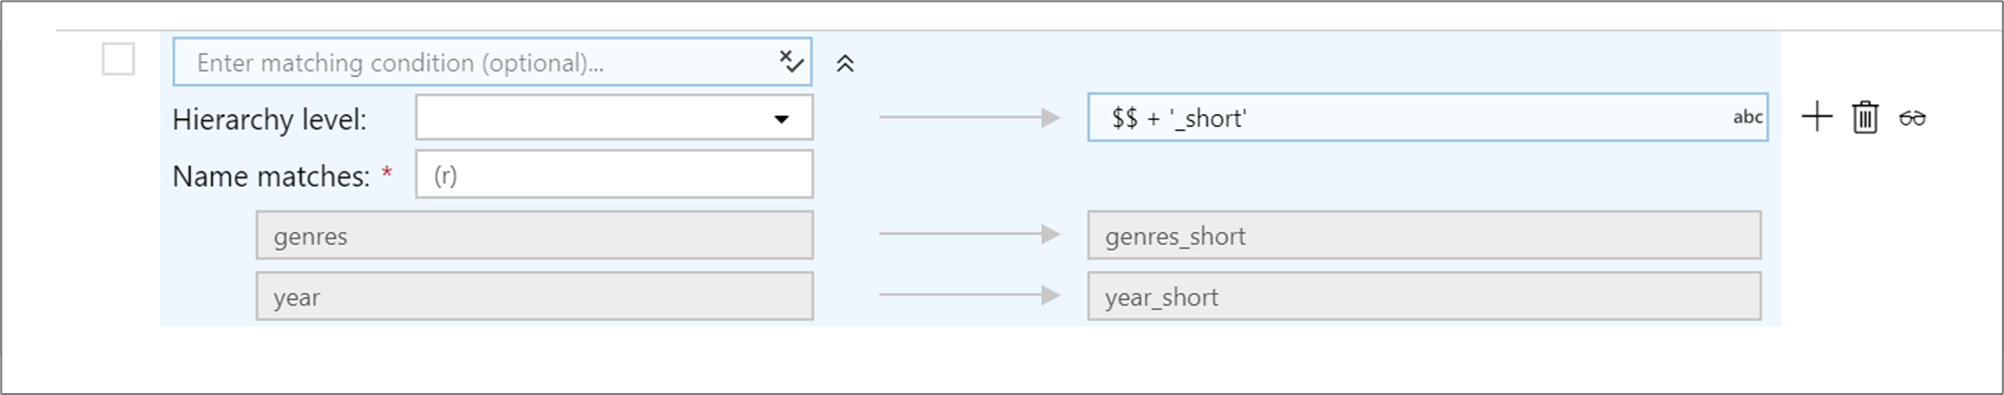 Enter matching condition (optional)...
Hierarchy level:
$$ + '_short'
abc
Name matches: *
(r)
genres
genres_short
year
year_short